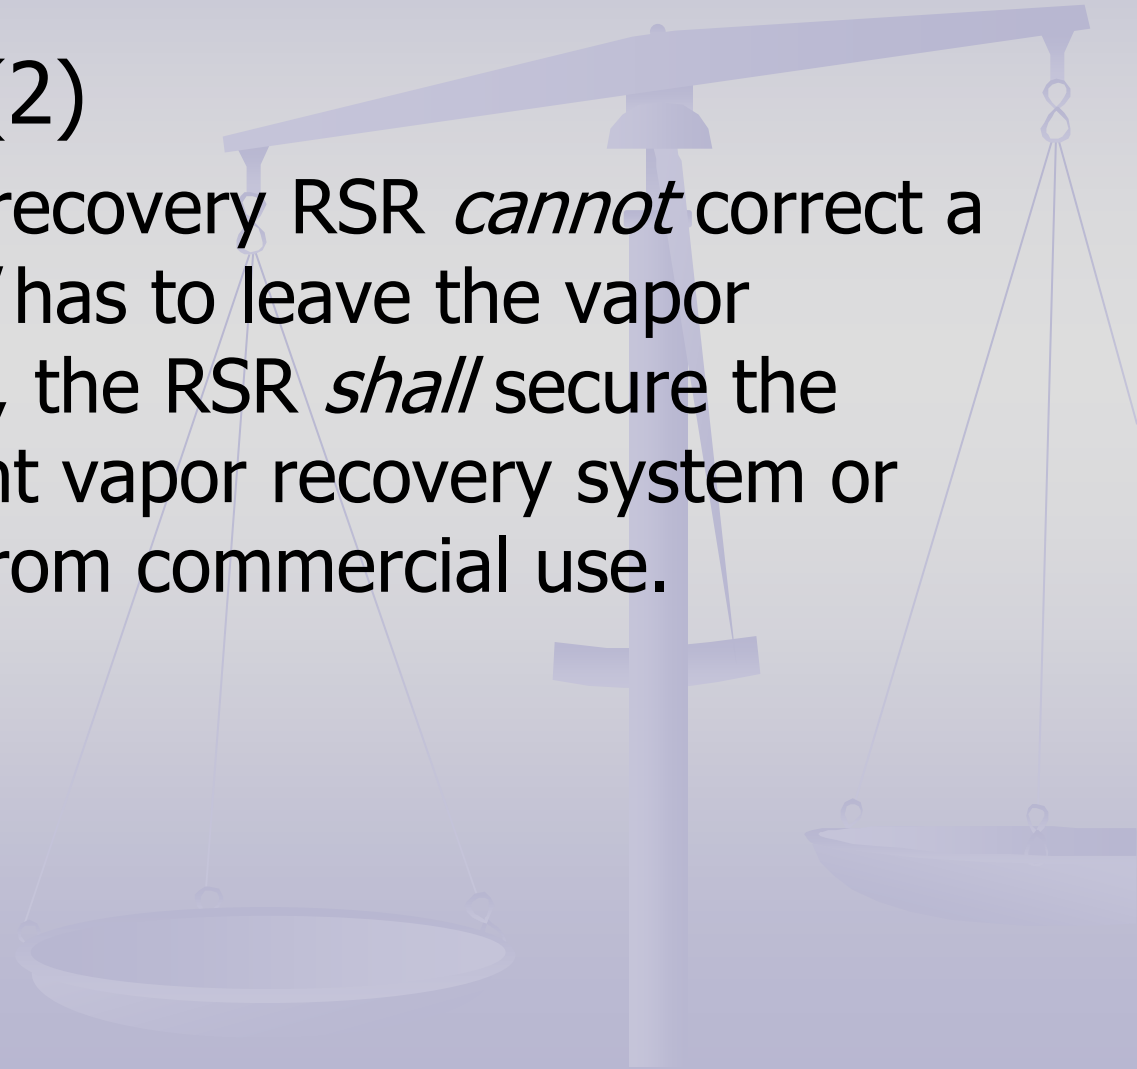 (2)
recovery RSR cannot correct a
has to leave the vapor
, the RSR shall secure the
nt vapor recovery system or
rom commercial use.